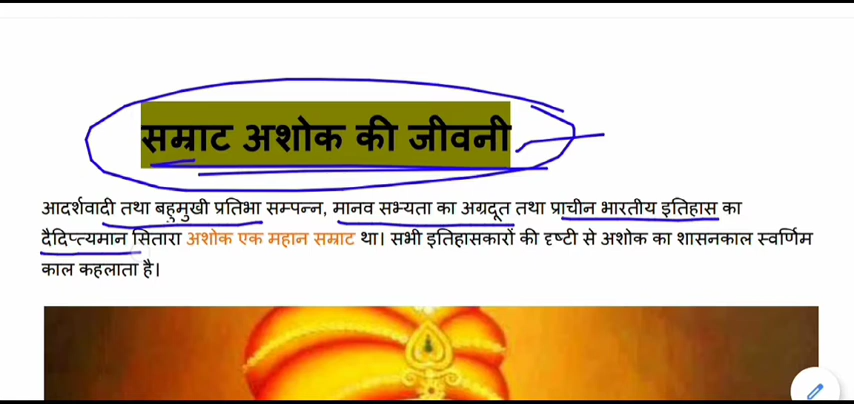 सम्राट अशोक की जीवनी
आदर्शवादी तथा बहुमुखी प्रतिभा सम्पन्न, मानव सभ्यता का अग्रदूत तथा प्राचीन भारतीय इतिहास का
दैदिप्त्यमान सितारा अशोक एक महान सम्राट था। सभी इतिहासकारों की दृष्टी से अशोक का शासनकाल स्वर्णिम
काल कहलाता है।